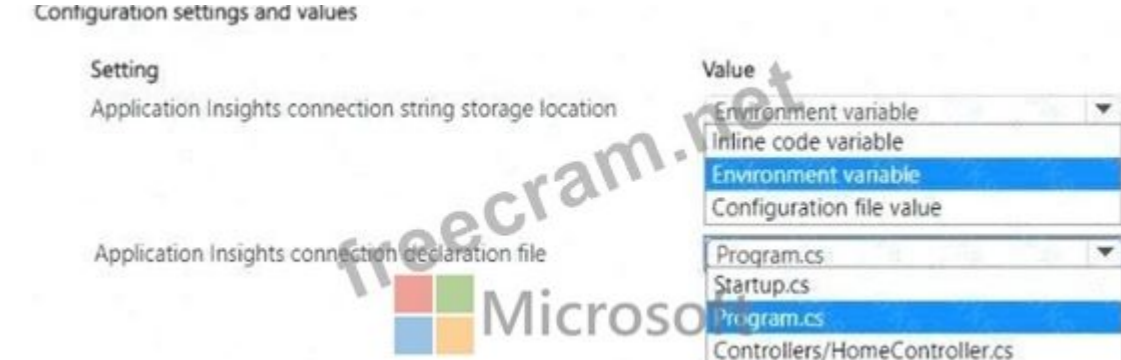 Configuration settings and values
Setting
Value
Application Insights connection string storage location
Environment variable
Inline code variable
Environment variable
Configuration file value
Application Insights connection declaration file
Program.cs
Startup.cs
Program.cs
Controllers/HomeController.cs
freecram.net
Microsoft